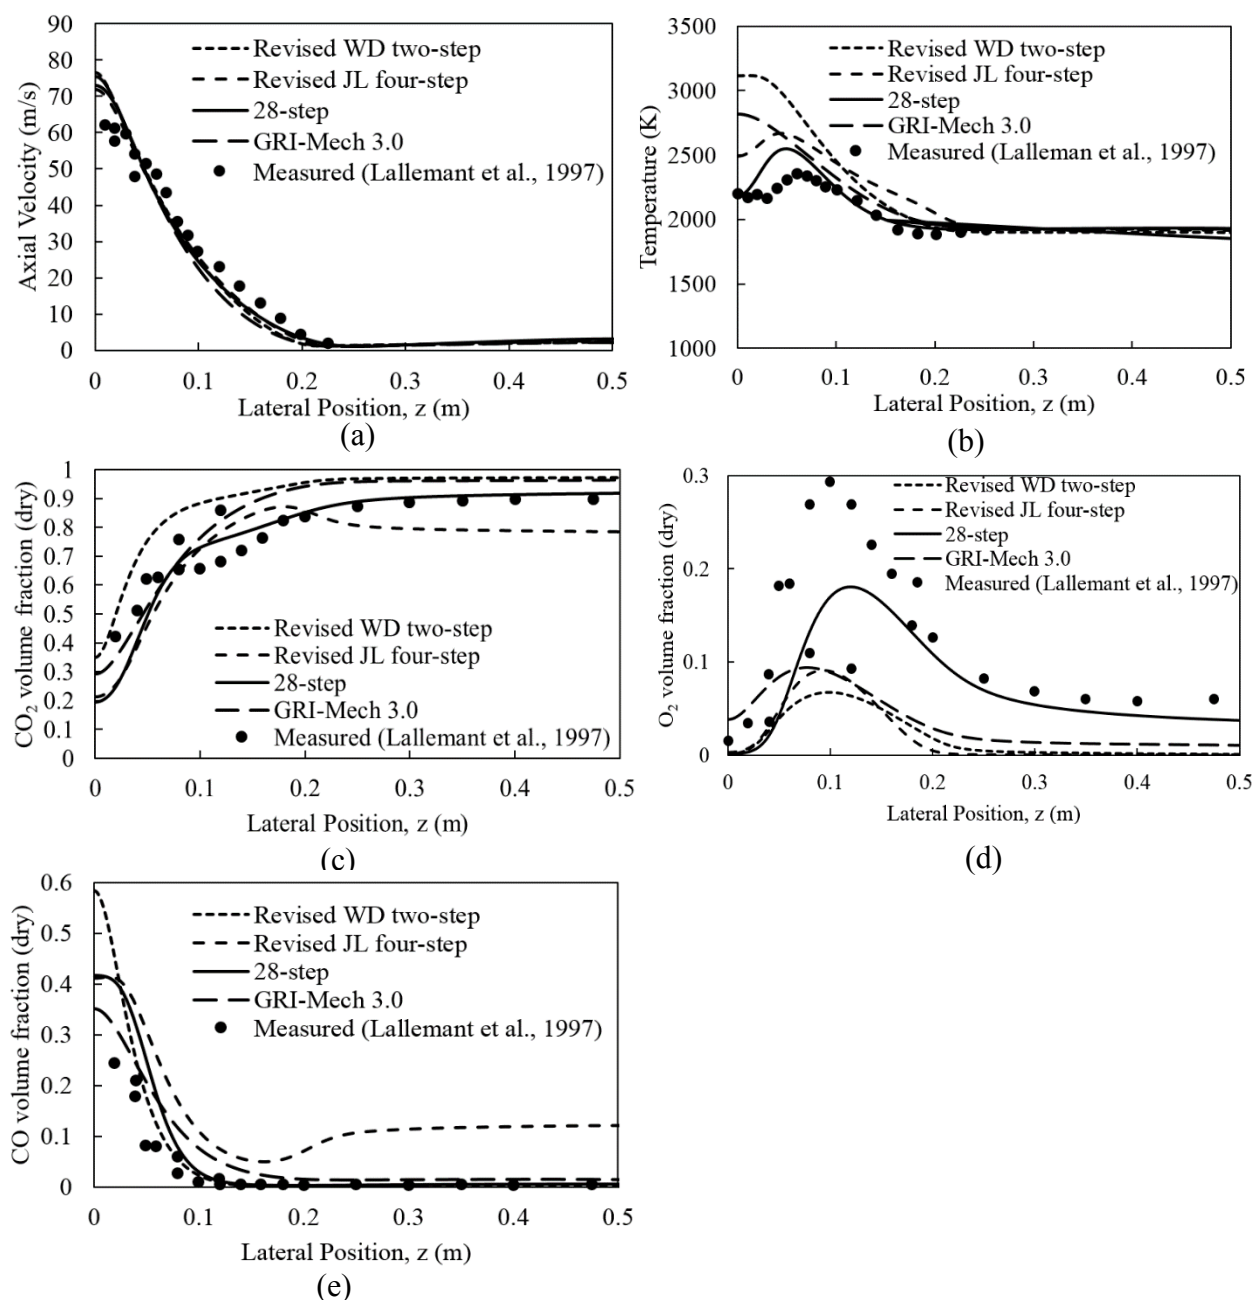 90
80
70
60
50
40
30
20
10
0
Axial Velocity (m/s)
Revised WD two-step
Revised JL four-step
28-step
GRI-Mech 3.0
Measured (Lallemant et al., 1997)
0 0.1 0.2 0.3 0.4 0.5
Lateral Position, z (m)
(a)
3500
3000
2500
2000
1500
1000
Temperature (K)
Revised WD two-step
Revised JL four-step
28-step
GRI-Mech 3.0
Measured (Lalleman et al., 1997)
0 0.1 0.2 0.3 0.4 0.5
Lateral Position, z (m)
(b)
1
0.9
0.8
0.7
0.6
0.5
0.4
0.3
0.2
0.1
0
CO2 volume fraction (dry)
Revised WD two-step
Revised JL four-step
28-step
GRI-Mech 3.0
Measured (Lallemant et al., 1997)
0 0.1 0.2 0.3 0.4 0.5
Lateral Position, z (m)
(c)
0.3
0.2
0.1
0
O2 volume fraction (dry)
Revised WD two-step
Revised JL four-step
28-step
GRI-Mech 3.0
Measured (Lallemant et al., 1997)
0 0.1 0.2 0.3 0.4 0.5
Lateral Position, z (m)
(d)
0.6
0.5
0.4
0.3
0.2
0.1
0
CO volume fraction (dry)
Revised WD two-step
Revised JL four-step
28-step
GRI-Mech 3.0
Measured (Lallemant et al., 1997)
0 0.1 0.2 0.3 0.4 0.5
Lateral Position, z (m)
(e)